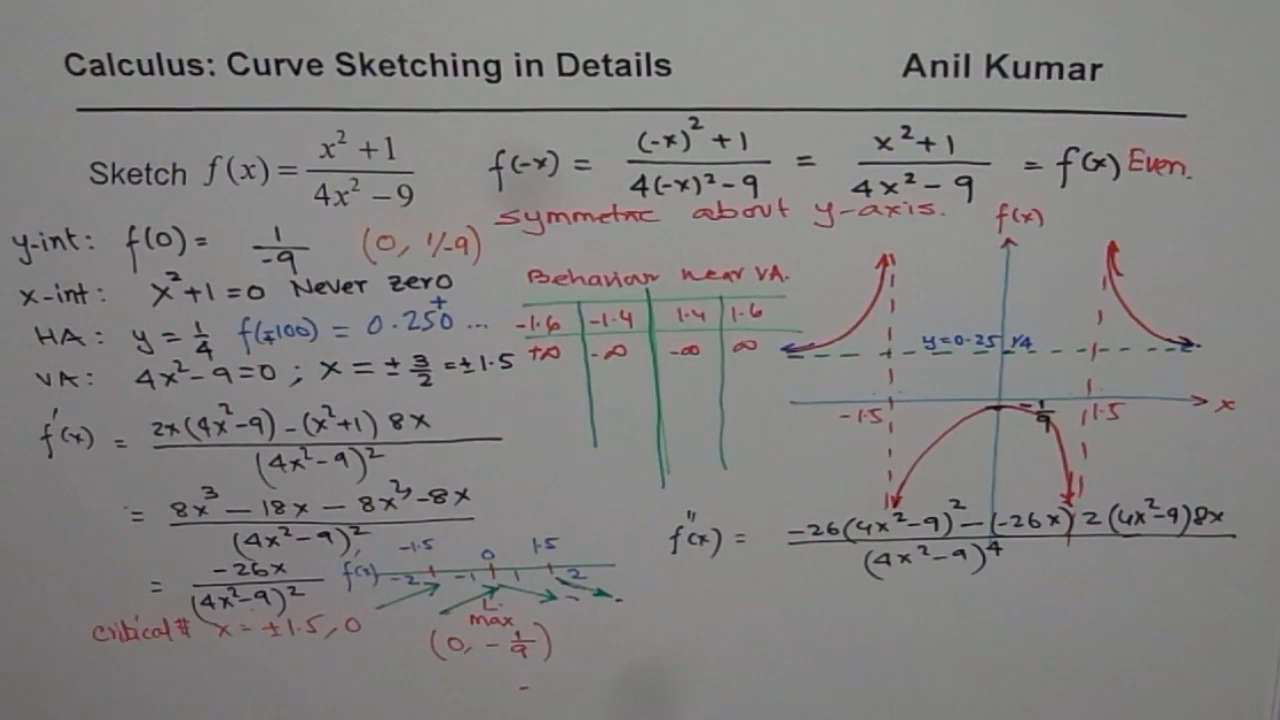 Calculus: Curve Sketching in Details Anil Kumar
Sketch f(x) = (x² + 1)/(4x² − 9) f(-x) = ((-x)² + 1)/(4(-x)² − 9) = (x² + 1)/(4x² − 9) = f(x) Even.
symmetric about y-axis.
y-int: f(0) = 1/-9 (0, 1/-9)
x-int: x² + 1 = 0 Never zero
HA: y = 1/4 f(±100) = 0.250⁺...
VA: 4x² − 9 = 0 ; x = ± 3/2 = ±1.5
Behaviour near VA.
-1.6 -1.4 1.4 1.6
+∞ -∞ -∞ ∞
f(x)
y = 0.25 1/4
-1.5 -1/9 1.5 x
f'(x) = (2x(4x² − 9) − (x² + 1) 8x)/(4x² − 9)²
= (8x³ − 18x − 8x³ − 8x)/(4x² − 9)²
= -26x/(4x² − 9)²
critical # x = ±1.5, 0
-1.5 0 1.5
f(x) -2 -1 1 2
L. max
(0, -1/9)
f''(x) = (-26(4x² − 9)² − (-26x) 2(4x² − 9)8x)/(4x² − 9)⁴